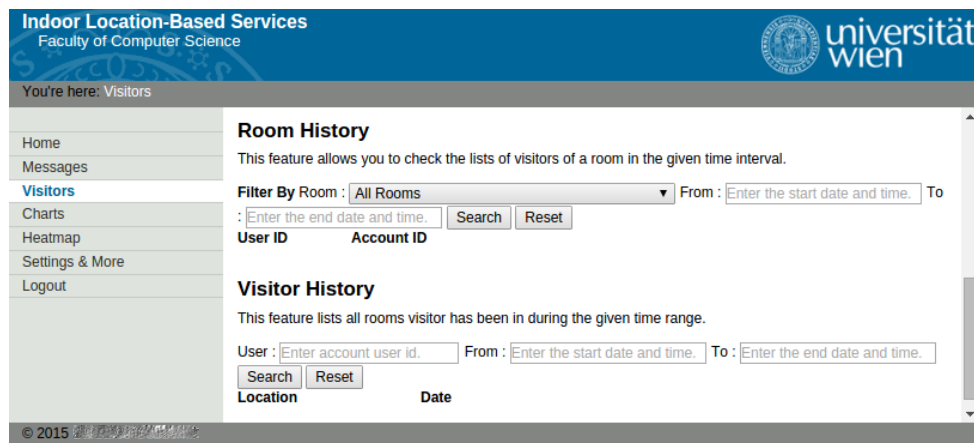 Indoor Location-Based Services
Faculty of Computer Science
universität
wien
You're here: Visitors
Home
Messages
Visitors
Charts
Heatmap
Settings & More
Logout
Room History
This feature allows you to check the lists of visitors of a room in the given time interval.
Filter By Room : All Rooms From : Enter the start date and time. To
: Enter the end date and time. Search Reset
User ID Account ID
Visitor History
This feature lists all rooms visitor has been in during the given time range.
User : Enter account user id. From : Enter the start date and time. To : Enter the end date and time.
Search Reset
Location Date
© 2015